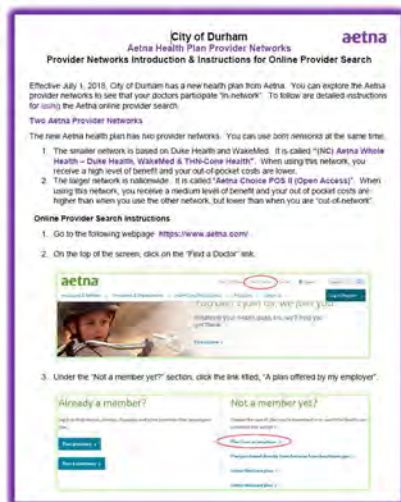 City of Durham
aetna
Aetna Health Plan Provider Networks
Provider Networks Introduction & Instructions for Online Provider Search
Effective July 1, 2018, City of Durham has a new health plan from Aetna. You can explore the Aetna
provider networks to see that your doctors participate "in-network". To follow are detailed instructions
for using the Aetna online provider search.
Two Aetna Provider Networks
The new Aetna health plan has two provider networks. You can use both networks at the same time.
1. The smaller network is based on Duke Health and WakeMed. It is called "(NC) Aetna Whole
Health – Duke Health, WakeMed & THN-Cone Health". When using this network, you
receive a high level of benefit and your out-of-pocket costs are lower.
2. The larger network is nationwide. It is called "Aetna Choice POS II (Open Access)". When
using this network, you receive a medium level of benefit and your out of pocket costs are
higher than when you use the other network, but lower than when you are "out-of-network".
Online Provider Search Instructions
1. Go to the following webpage https://www.aetna.com/
2. On the top of the screen, click on the "Find a Doctor" link.
aetna
You don't join us, we join you
3. Under the "Not a member yet?" section, click the link titled, "A plan offered by my employer".
Already a member?
Not a member yet?